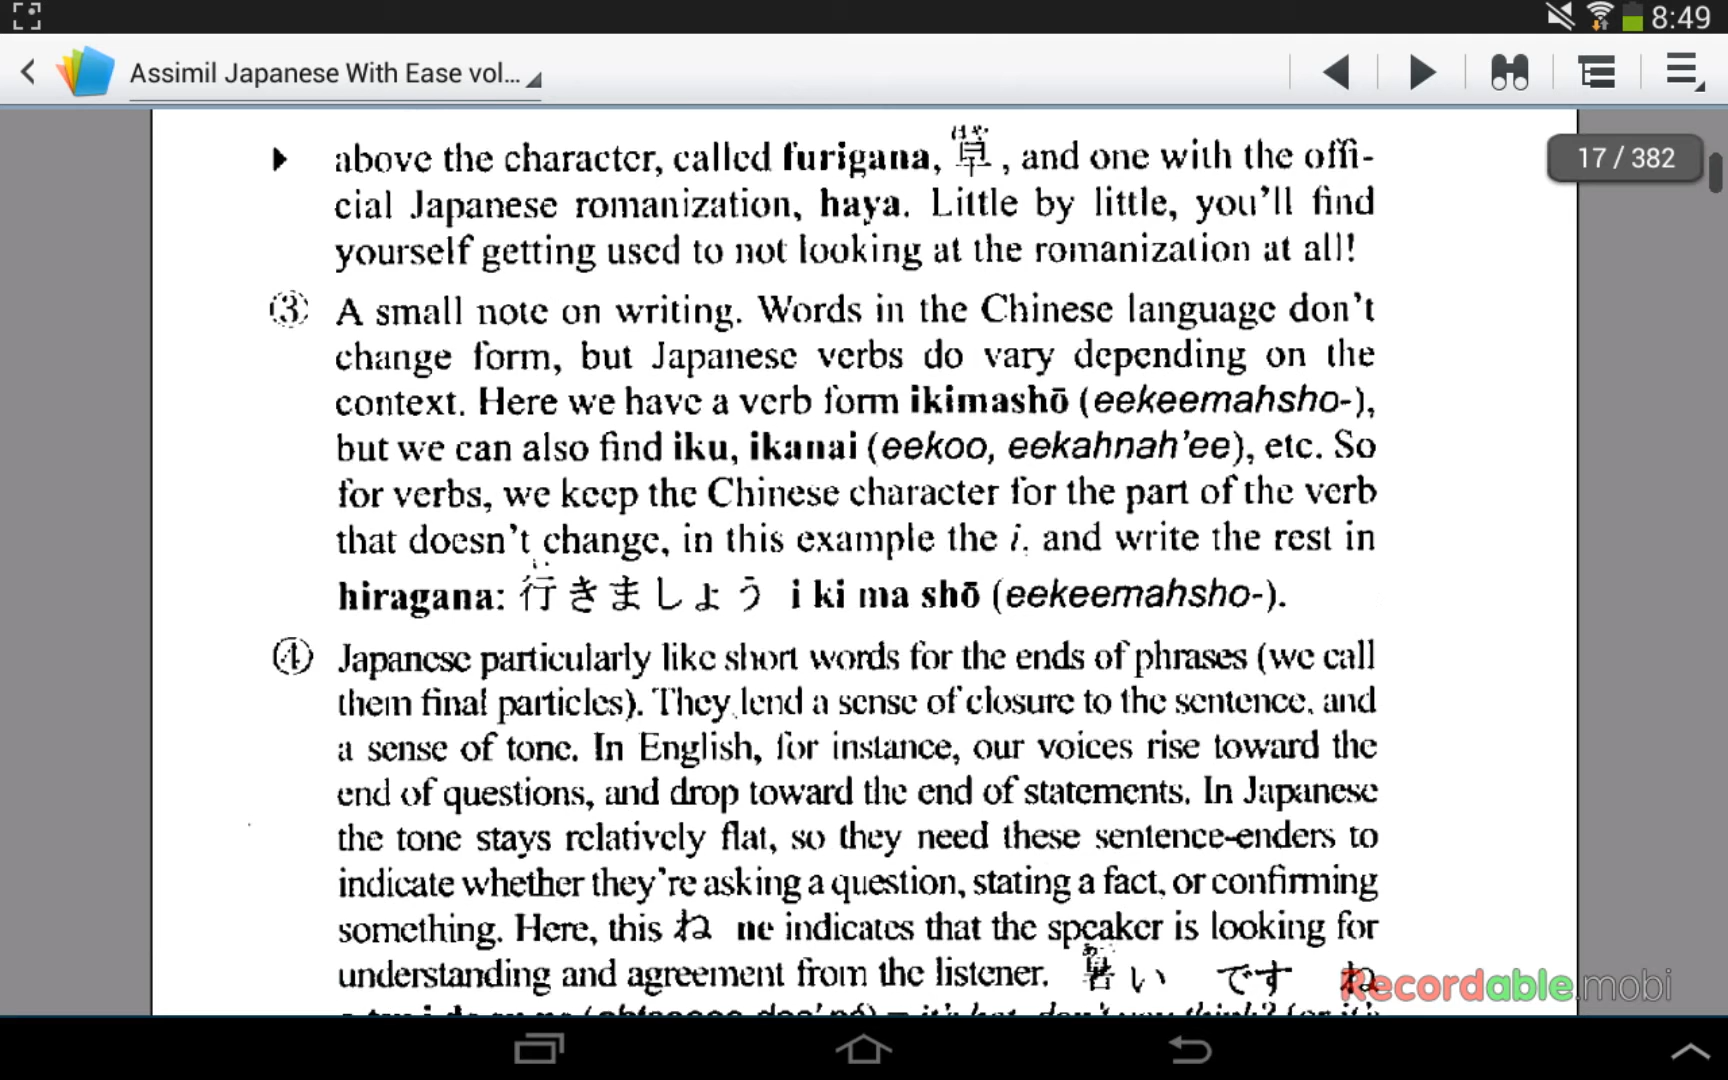 8:49
Assimil Japanese With Ease vol...
17 / 382
above the character, called furigana, 早, and one with the offi-
cial Japanese romanization, haya. Little by little, you'll find
yourself getting used to not looking at the romanization at all!
③ A small note on writing. Words in the Chinese language don't
change form, but Japanese verbs do vary depending on the
context. Here we have a verb form ikimashō (eekeemahsho-),
but we can also find iku, ikanai (eekoo, eekahnah'ee), etc. So
for verbs, we keep the Chinese character for the part of the verb
that doesn't change, in this example the i, and write the rest in
hiragana: 行きましょう i ki ma shō (eekeemahsho-).
④ Japanese particularly like short words for the ends of phrases (we call
them final particles). They lend a sense of closure to the sentence, and
a sense of tone. In English, for instance, our voices rise toward the
end of questions, and drop toward the end of statements. In Japanese
the tone stays relatively flat, so they need these sentence-enders to
indicate whether they're asking a question, stating a fact, or confirming
something. Here, this ね ne indicates that the speaker is looking for
understanding and agreement from the listener. 暑い です ね
it's hot, don't you think? (or it's
Recordable.mobi